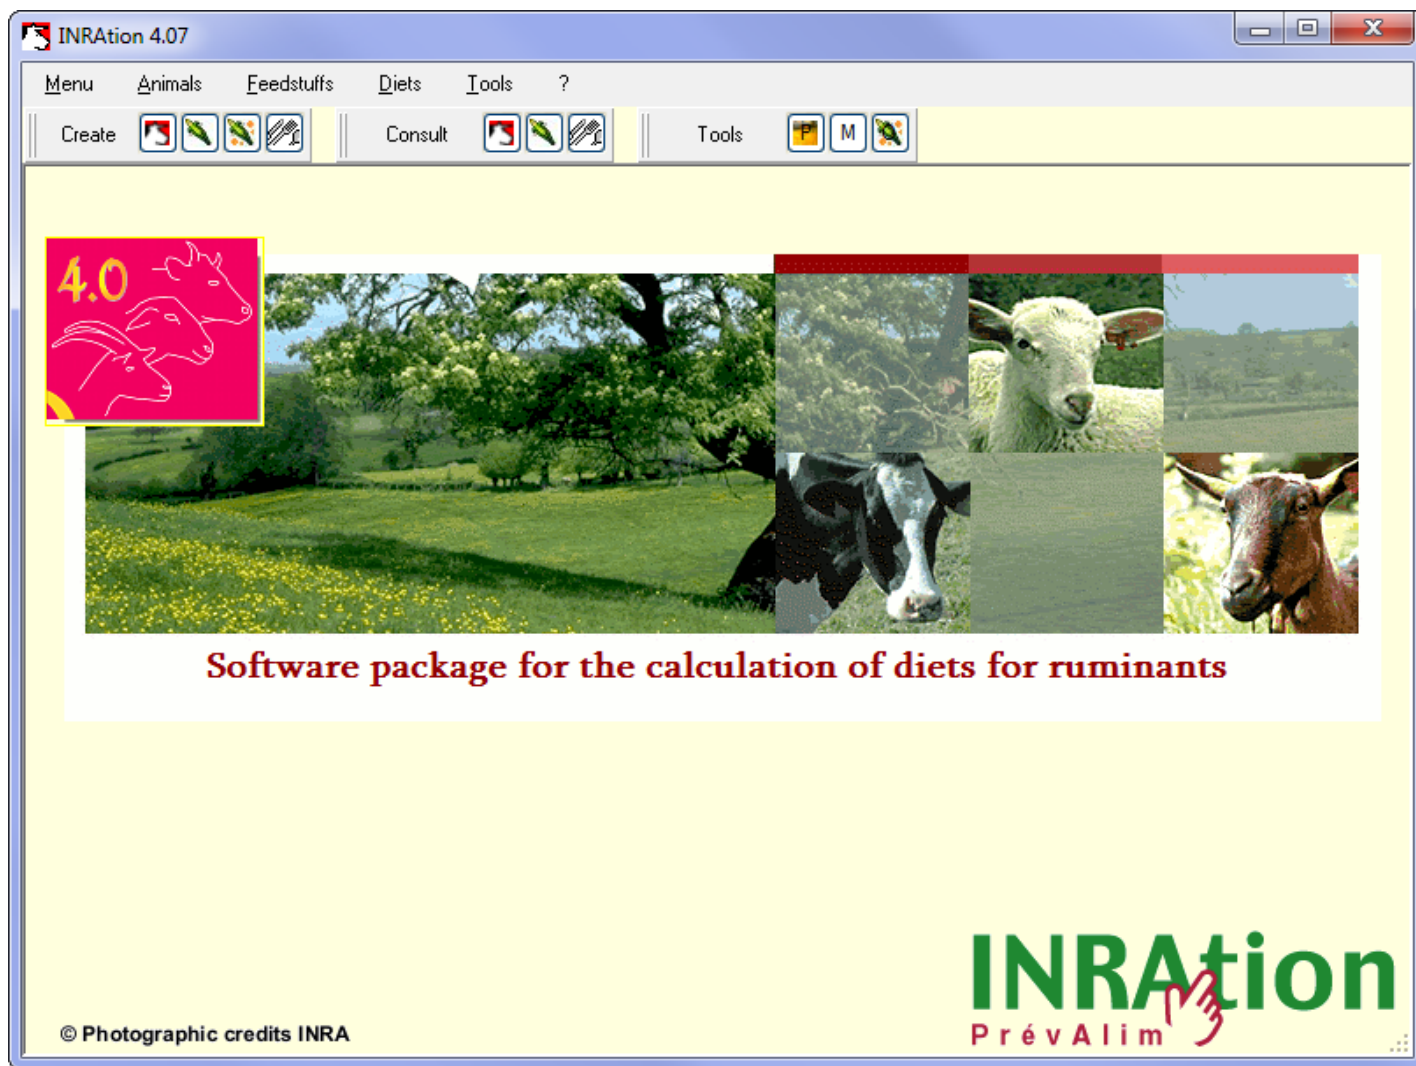 INRAtion 4.07
Menu Animals Feedstuffs Diets Tools ?
Create Consult Tools P M
4.0
Software package for the calculation of diets for ruminants
INRAtion
PrévAlim
© Photographic credits INRA